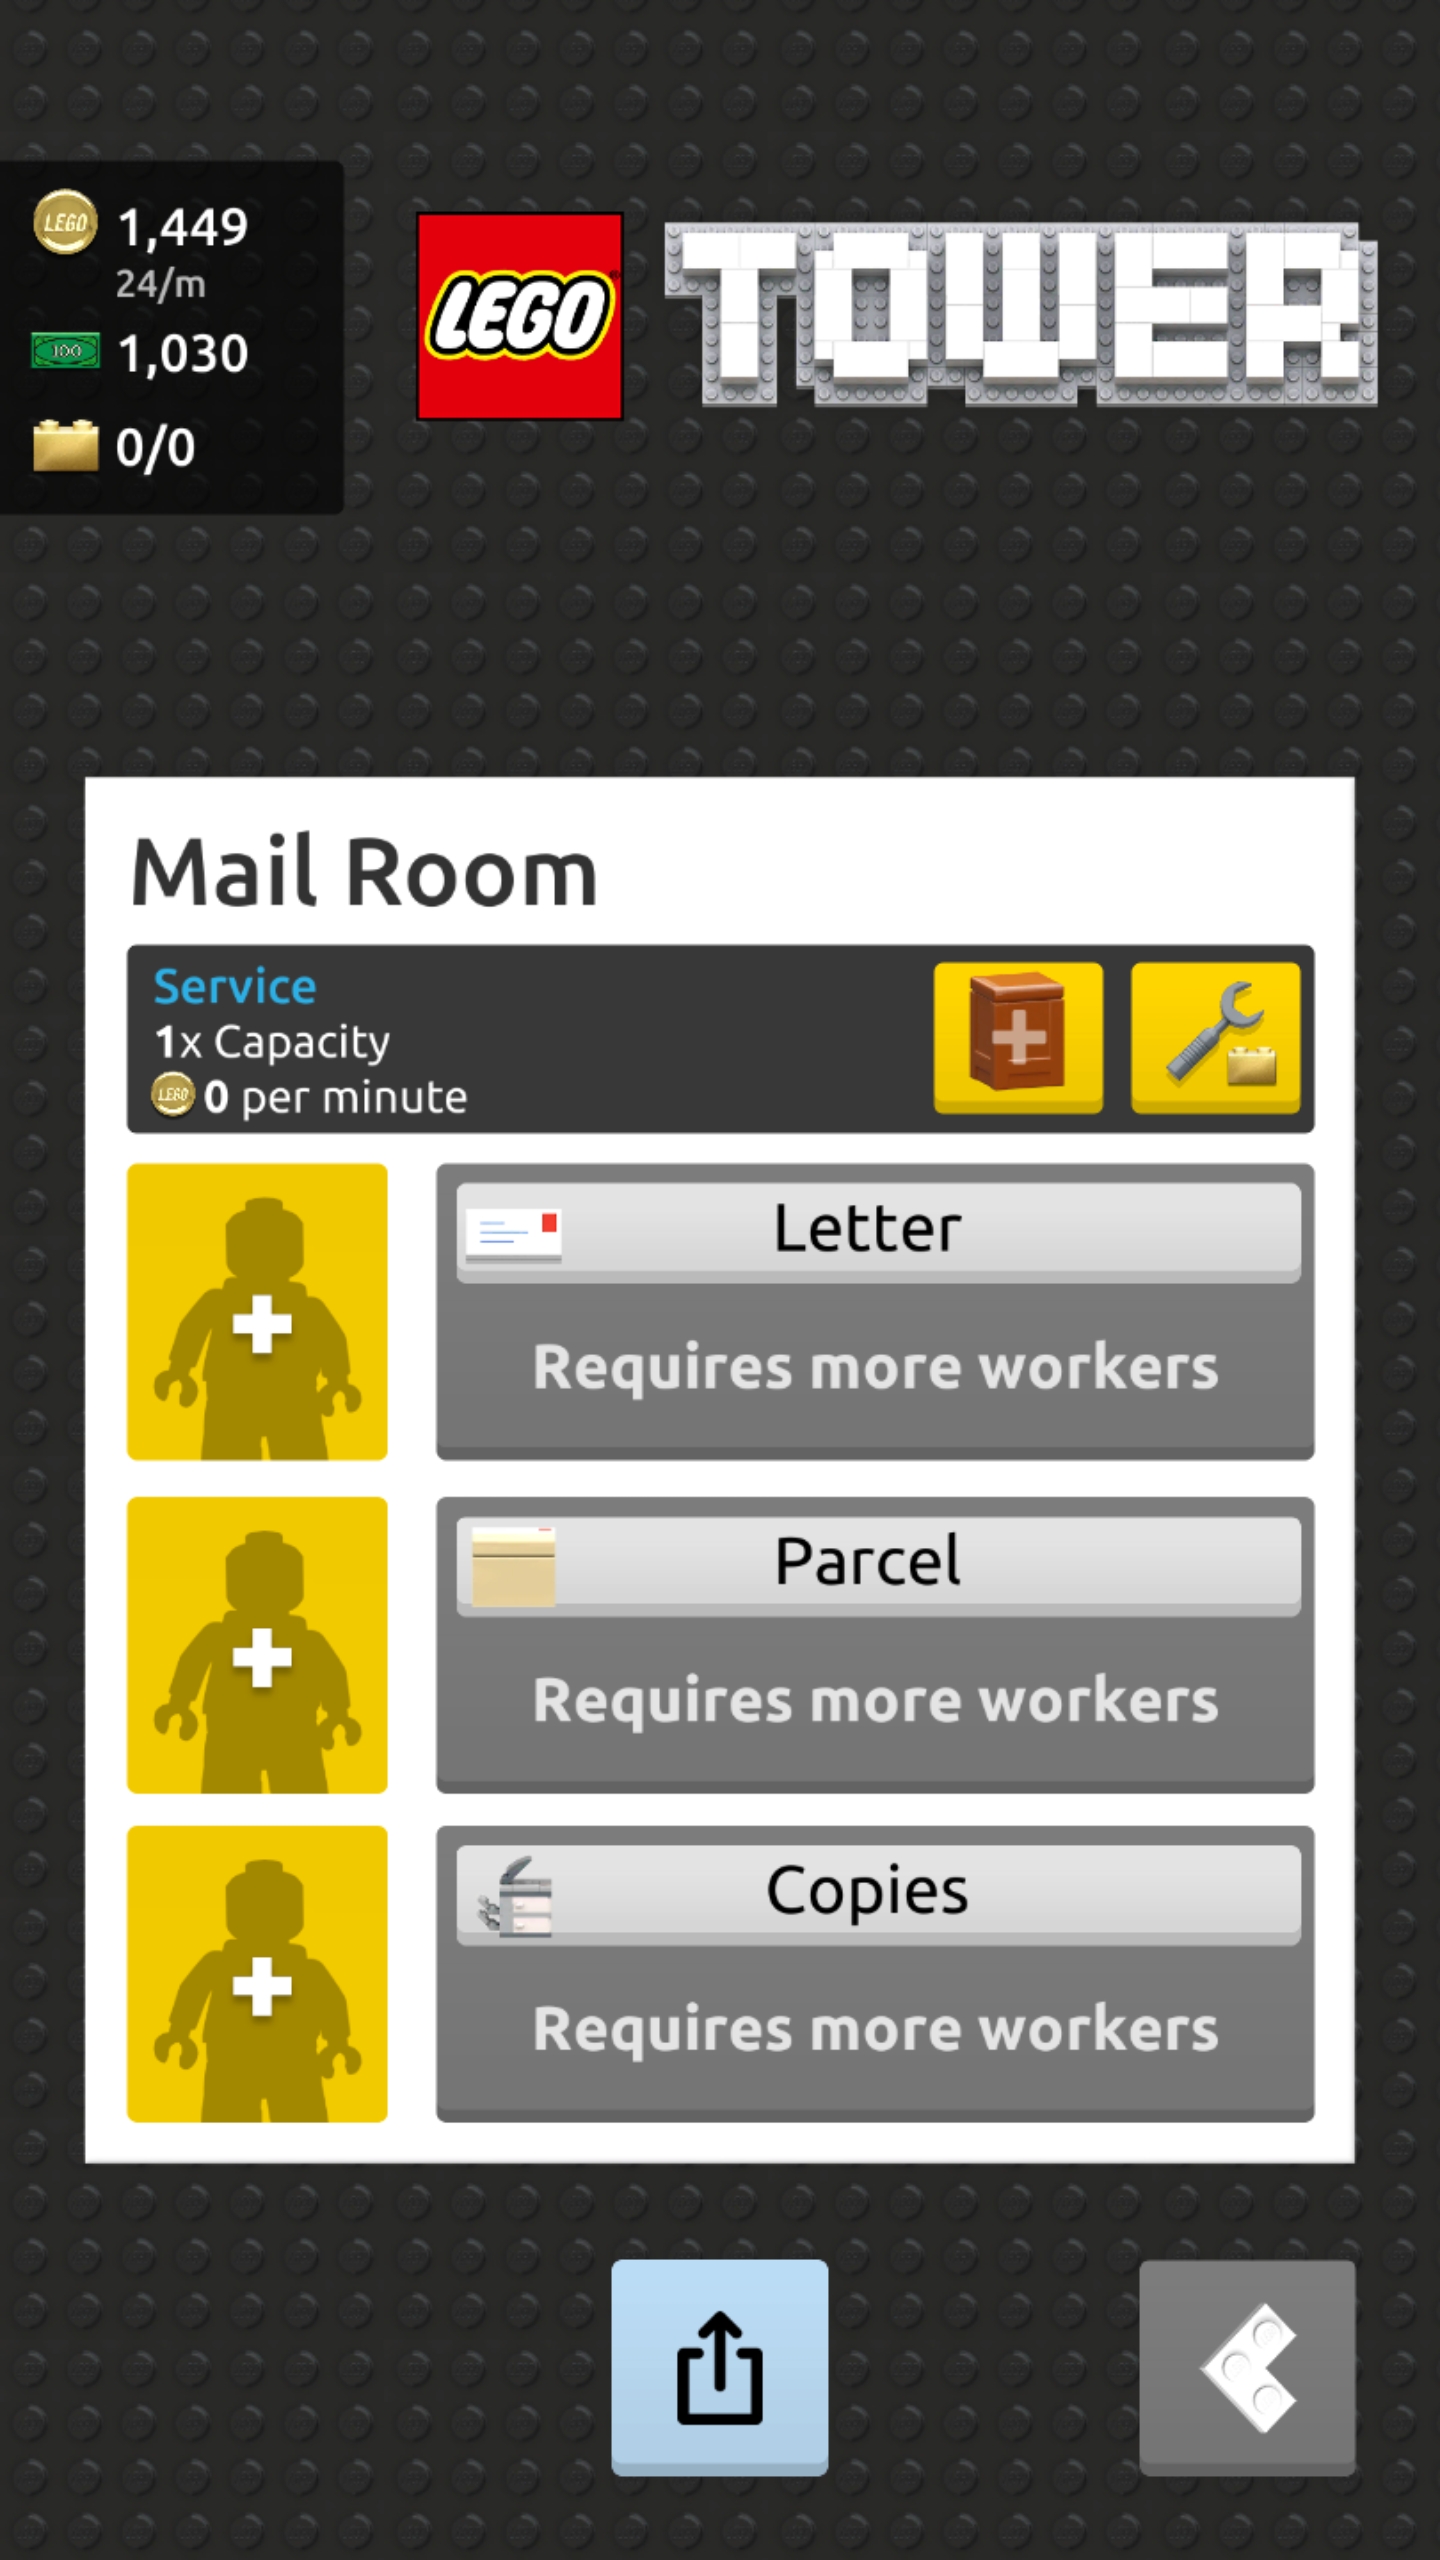 LEGO
1,449
24/m
100
1,030
0/0
LEGO
TOWER
Mail Room
Service
1x Capacity
LEGO 0 per minute
Letter
Requires more workers
Parcel
Requires more workers
Copies
Requires more workers